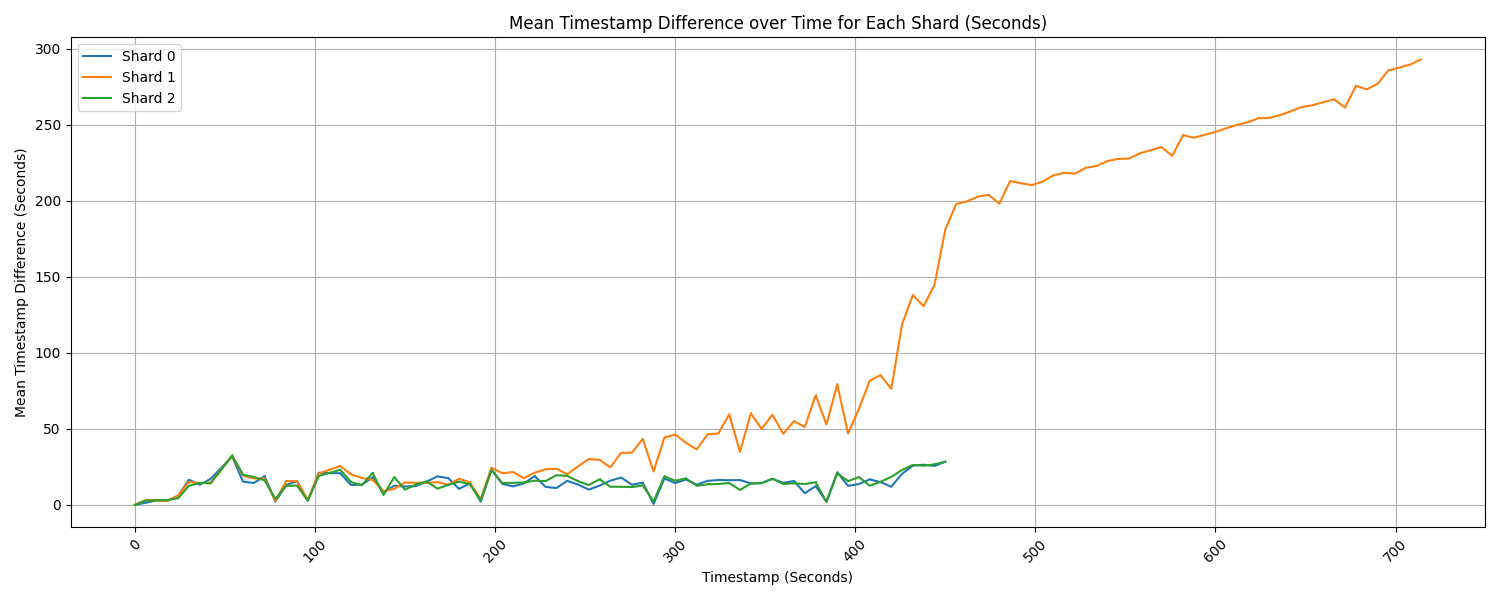 Mean Timestamp Difference over Time for Each Shard (Seconds)
Shard 0
Shard 1
Shard 2
Mean Timestamp Difference (Seconds)
300
250
200
150
100
50
0
0
100
200
300
400
500
600
700
Timestamp (Seconds)